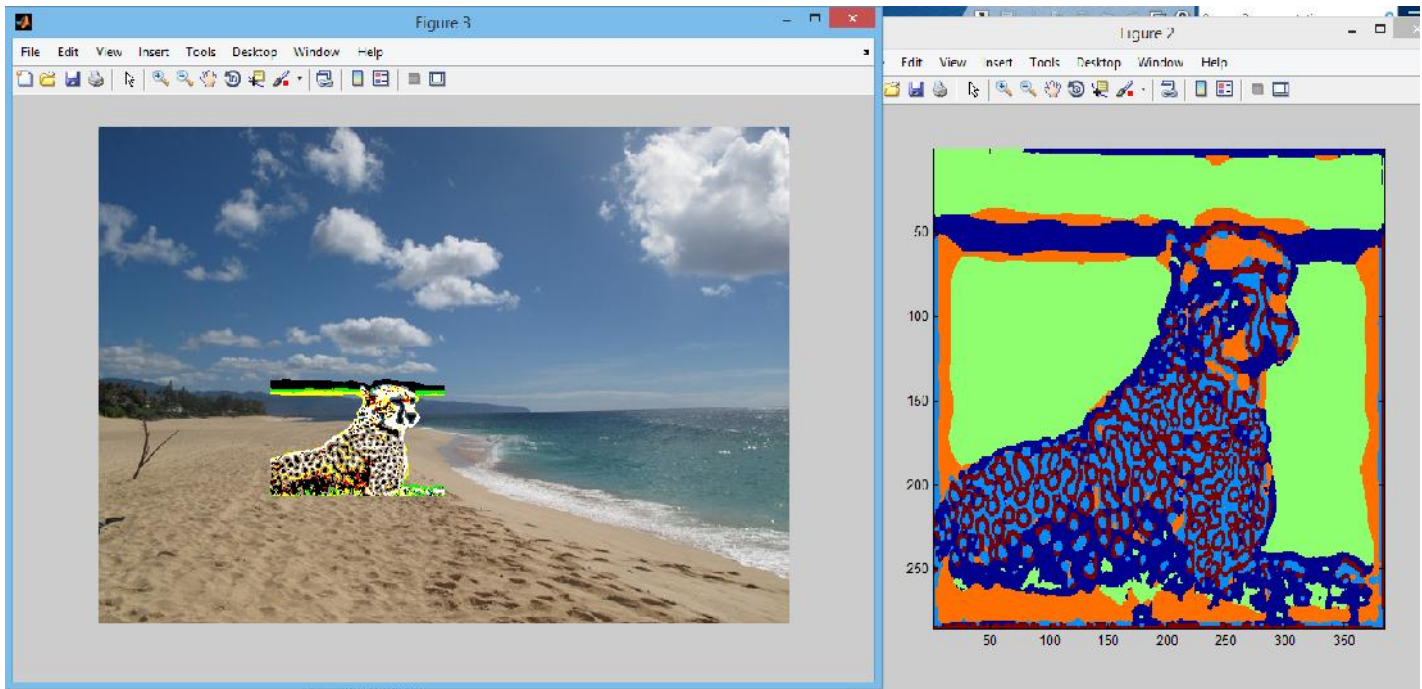 Figure 3
File Edit View Insert Tools Desktop Window Help
Figure 2
Edit View Insert Tools Desktop Window Help
50
100
150
200
250
50 100 150 200 250 300 350